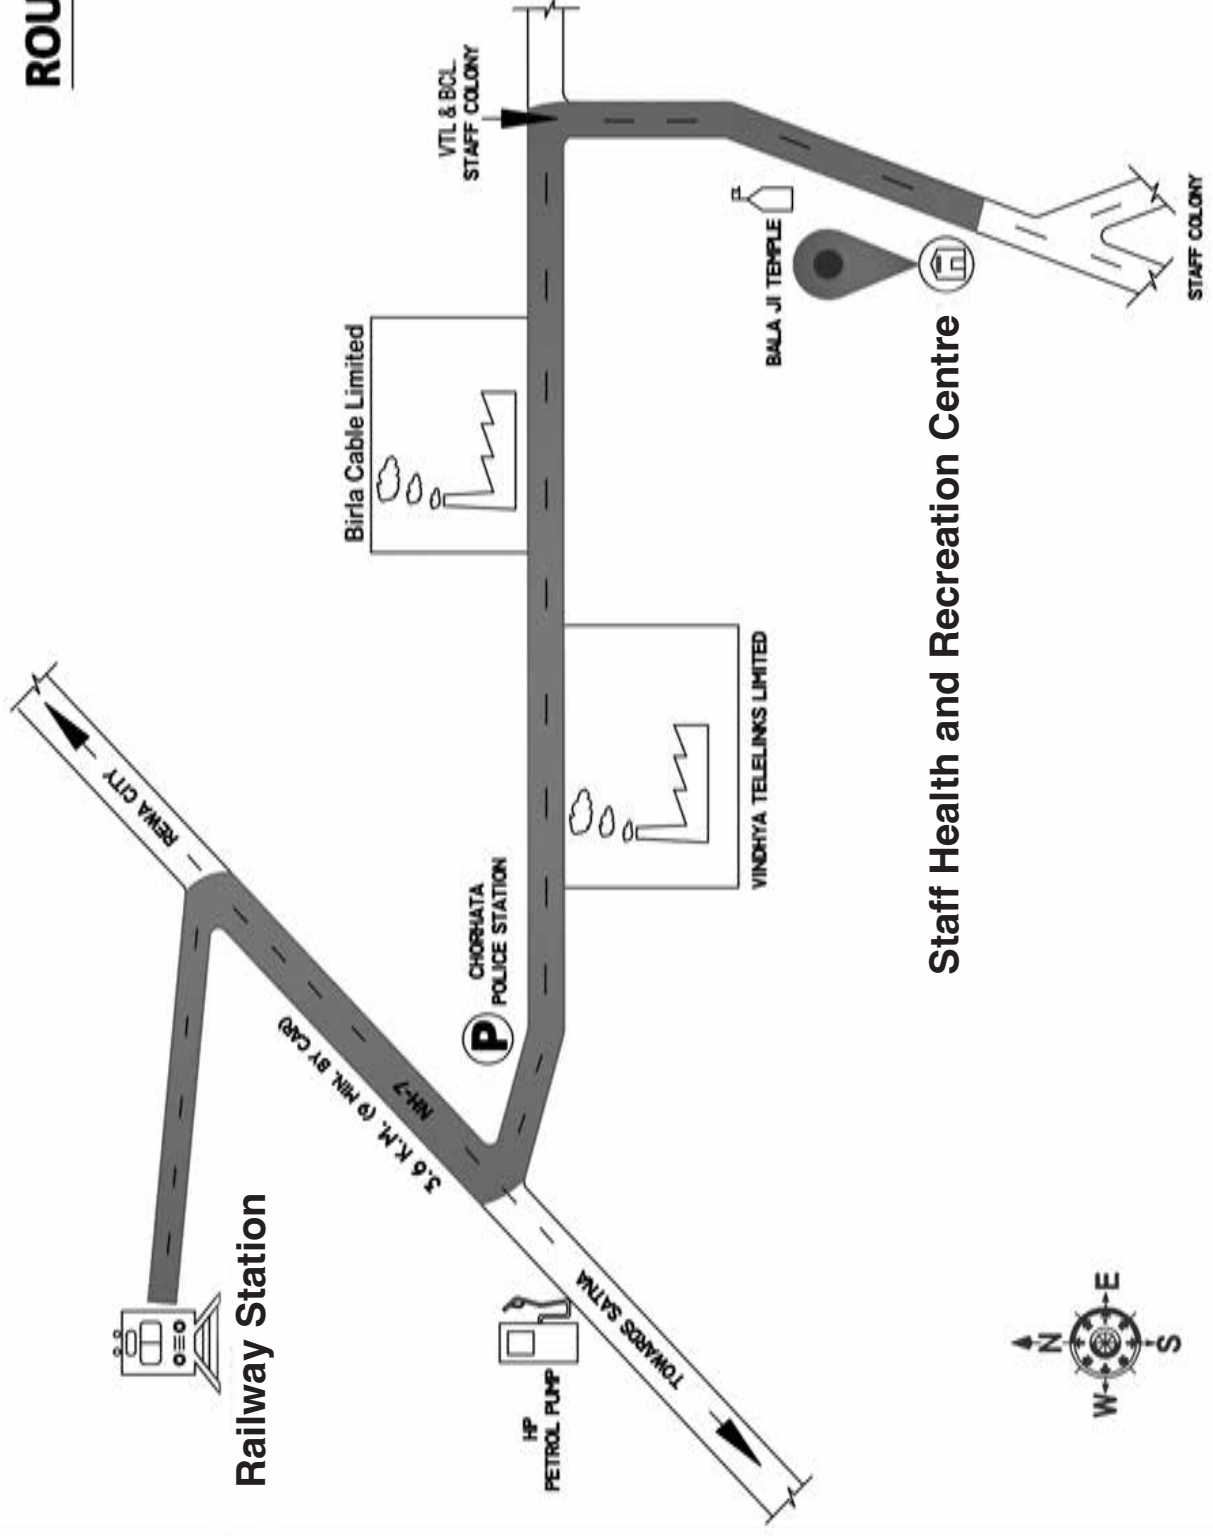 ROU
Railway Station
REWA CITY
3.6 K.M. (9 MIN. BY CAR)
NH-7
HP
PETROL PUMP
TOWARDS SATNA
P
CHORHATA
POLICE STATION
Birla Cable Limited
VINDHYA TELELINKS LIMITED
VTL & BCL.
STAFF COLONY
BALA JI TEMPLE
Staff Health and Recreation Centre
STAFF COLONY
N
W
E
S